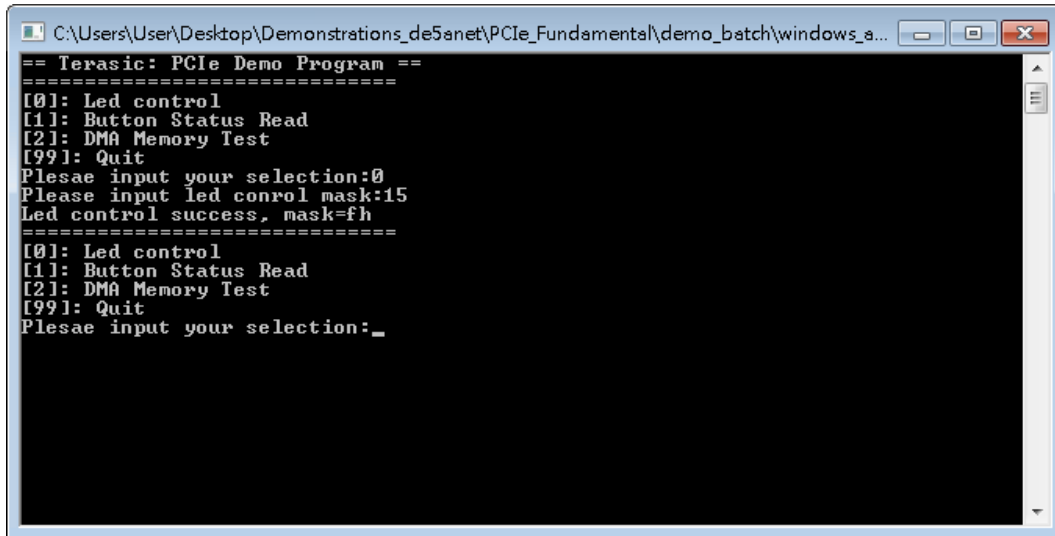 C:\Users\User\Desktop\Demonstrations_de5anet\PCIe_Fundamental\demo_batch\windows_a...
== Terasic: PCIe Demo Program ==
==============================
[0]: Led control
[1]: Button Status Read
[2]: DMA Memory Test
[99]: Quit
Plesae input your selection:0
Please input led conrol mask:15
Led control success, mask=fh
==============================
[0]: Led control
[1]: Button Status Read
[2]: DMA Memory Test
[99]: Quit
Plesae input your selection:_